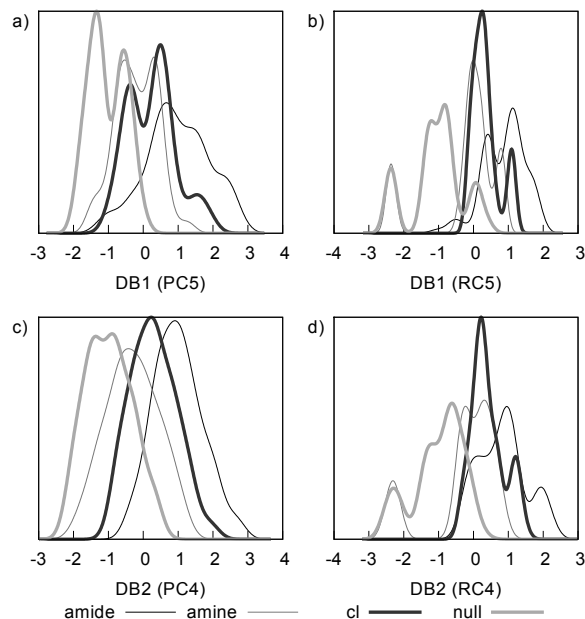 a) b)
-3 -2 -1 0 1 2 3 4 -4 -3 -2 -1 0 1 2 3
DB1 (PC5) DB1 (RC5)
c) d)
-3 -2 -1 0 1 2 3 4 -4 -3 -2 -1 0 1 2 3
DB2 (PC4) DB2 (RC4)
amide amine cl null